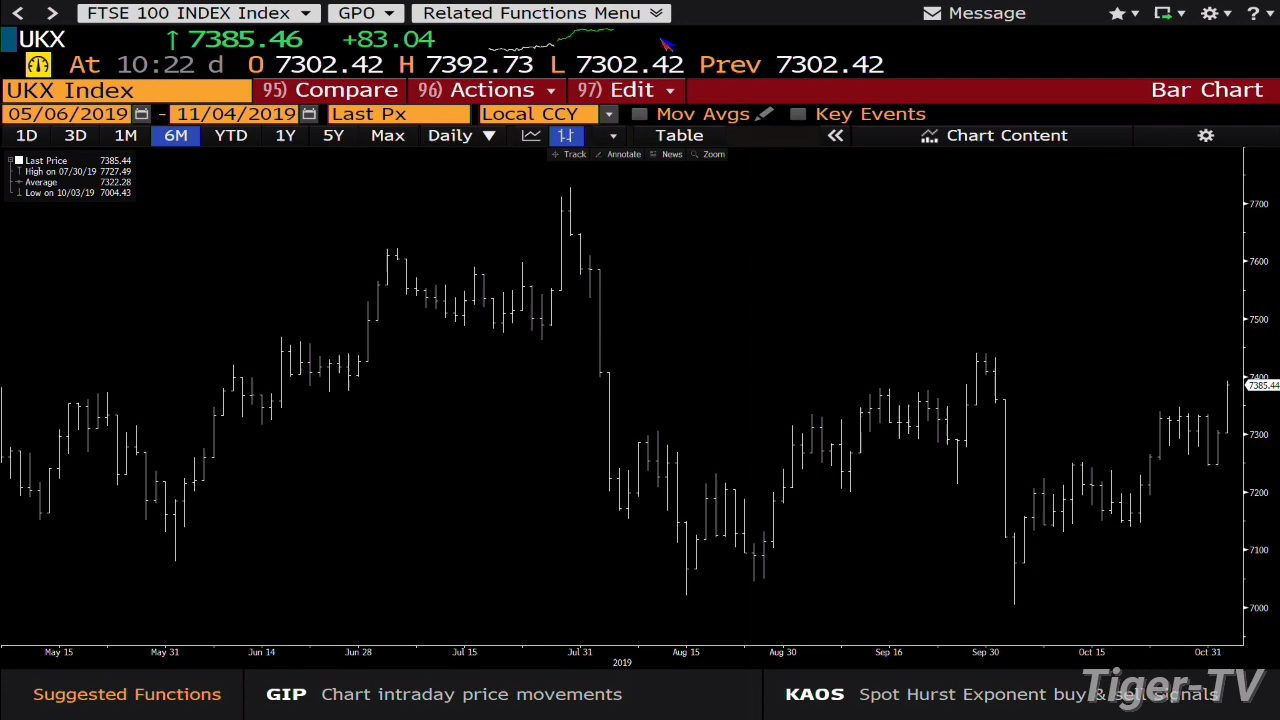 FTSE 100 INDEX Index GPO Related Functions Menu Message ?
UKX ↑ 7385.46 +83.04
At 10:22 d O 7302.42 H 7392.73 L 7302.42 Prev 7302.42
UKX Index 95) Compare 96) Actions 97) Edit Bar Chart
05/06/2019 - 11/04/2019 Last Px Local CCY Mov Avgs Key Events
1D 3D 1M 6M YTD 1Y 5Y Max Daily ▼ Table « Chart Content
Track Annotate News Zoom
Last Price 7385.44
High on 07/30/19 7727.49
Average 7322.28
Low on 10/03/19 7004.43
7700
7600
7500
7400
7385.44
7300
7200
7100
7000
May 15 May 31 Jun 14 Jun 28 Jul 15 Jul 31 Aug 15 Aug 30 Sep 16 Sep 30 Oct 15 Oct 31
2019
Suggested Functions GIP Chart intraday price movements KAOS Spot Hurst Exponent buy & sell signals
Tiger-TV